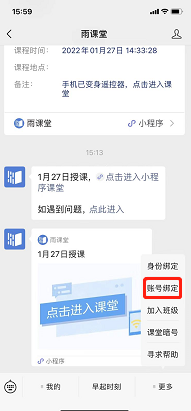 15:59
雨课堂
课程时间： 2022年01月27日 14:33:28
课程地点：
备注： 手机已变身遥控器，点击进入课堂
雨课堂 小程序
15:13
1月27日授课， 点击进入小程序课堂
如遇到问题，点此进入
雨课堂
1月27日授课
点击进入课堂
小程序
身份绑定
账号绑定
加入班级
课堂暗号
寻求帮助
我的
早起时刻
更多